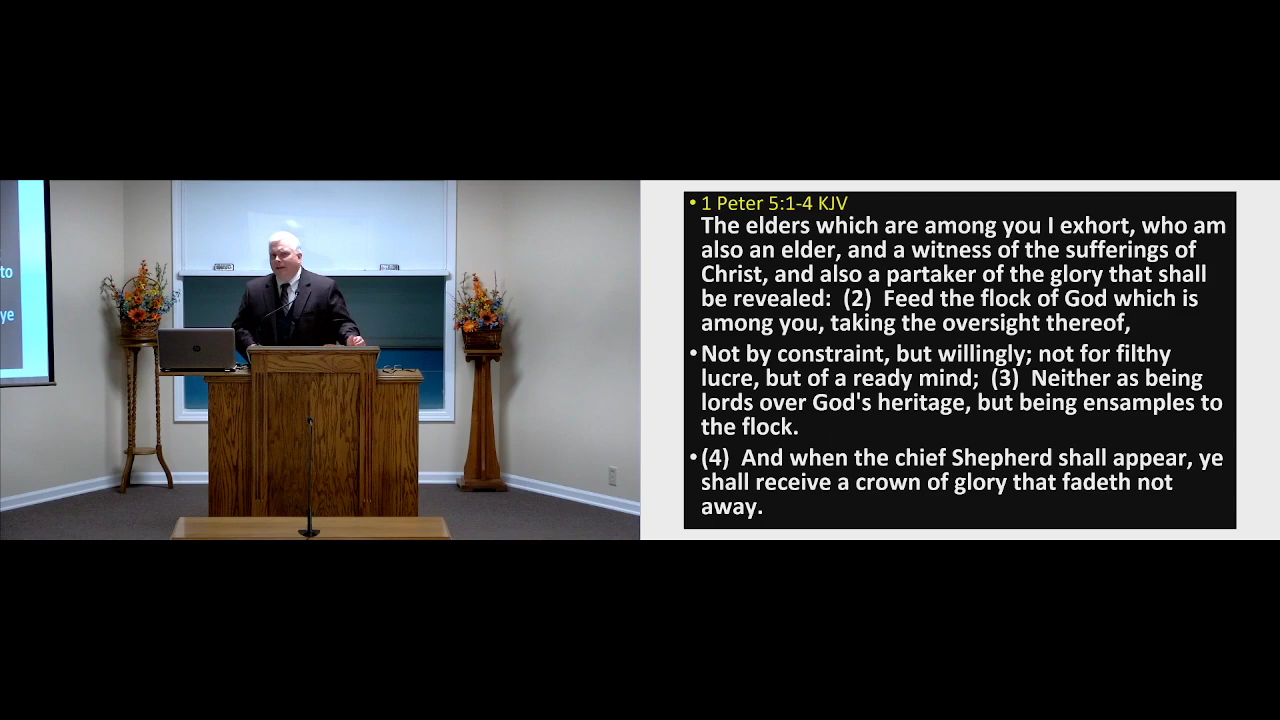 to
ye
hp
• 1 Peter 5:1-4 KJV
The elders which are among you I exhort, who am
also an elder, and a witness of the sufferings of
Christ, and also a partaker of the glory that shall
be revealed:  (2)  Feed the flock of God which is
among you, taking the oversight thereof,
• Not by constraint, but willingly; not for filthy
lucre, but of a ready mind;  (3)  Neither as being
lords over God's heritage, but being ensamples to
the flock.
• (4)  And when the chief Shepherd shall appear, ye
shall receive a crown of glory that fadeth not
away.